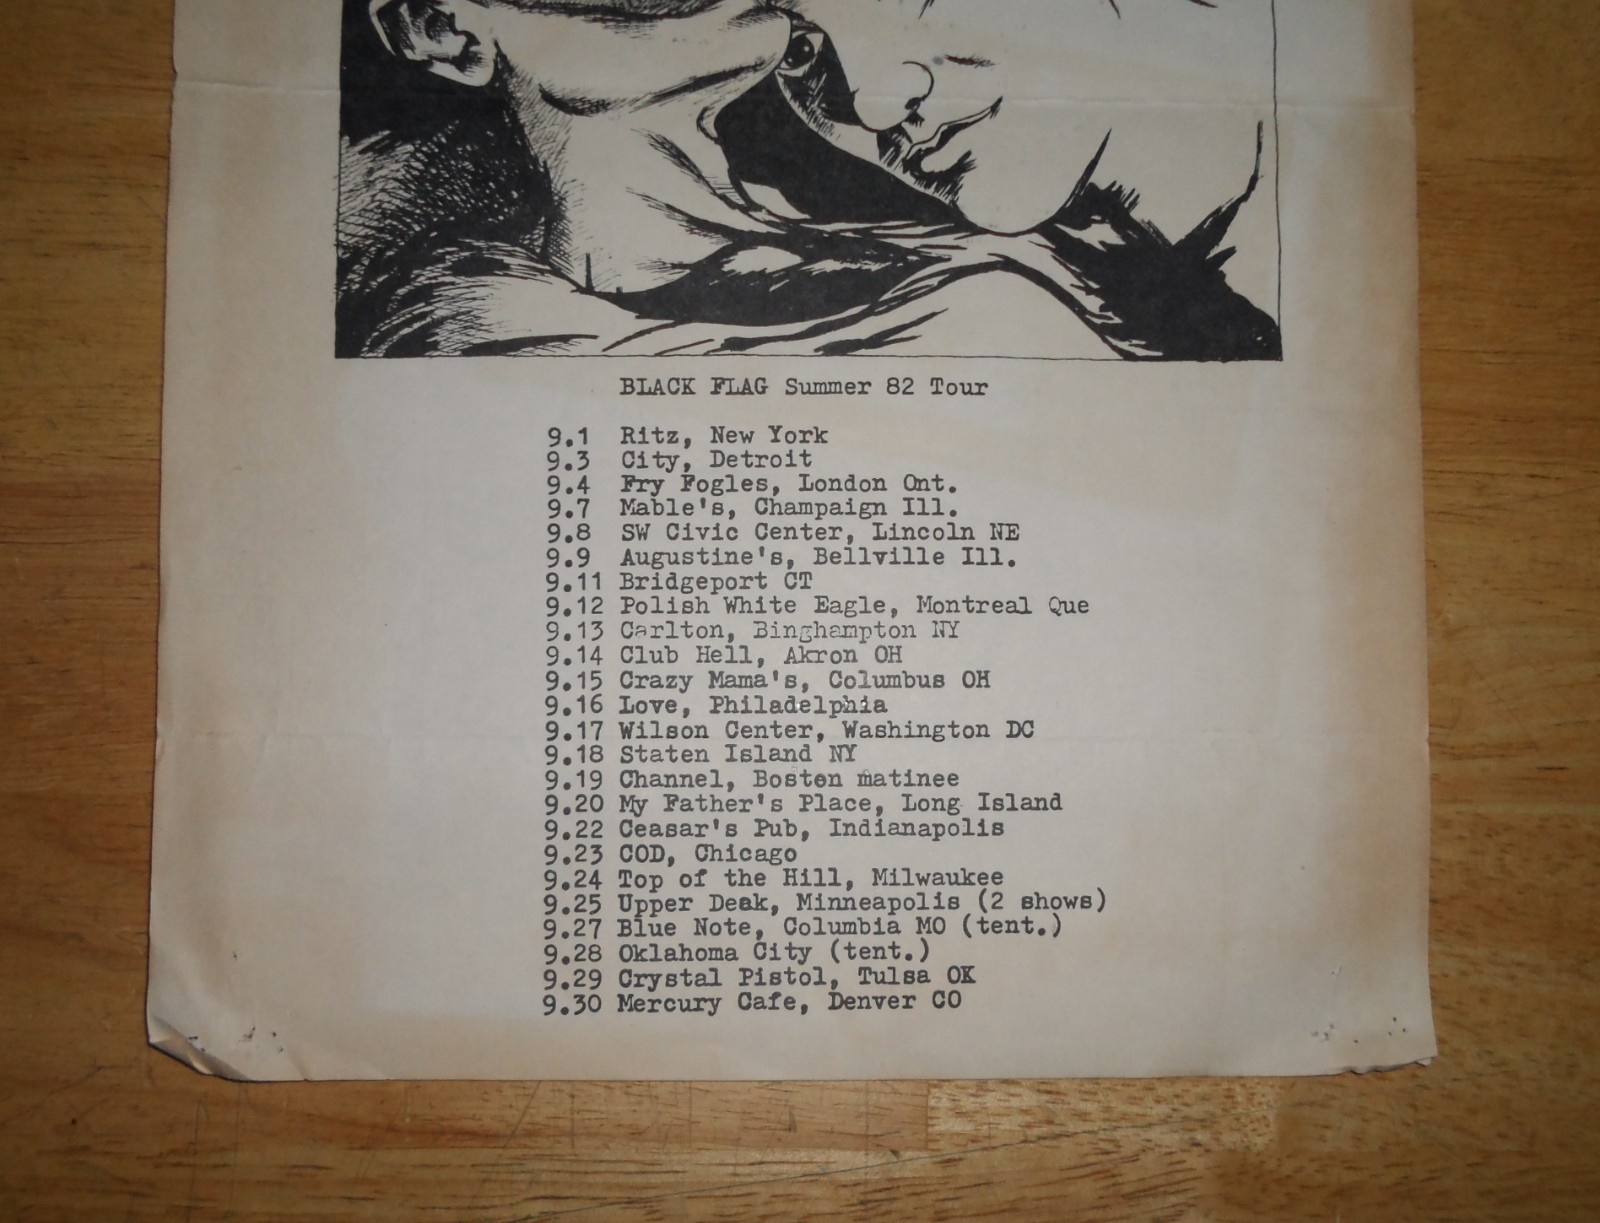 BLACK FLAG Summer 82 Tour
9.1 Ritz, New York
9.3 City, Detroit
9.4 Fry Fogles, London Ont.
9.7 Mable's, Champaign Ill.
9.8 SW Civic Center, Lincoln NE
9.9 Augustine's, Bellville Ill.
9.11 Bridgeport CT
9.12 Polish White Eagle, Montreal Que
9.13 Carlton, Binghampton NY
9.14 Club Hell, Akron OH
9.15 Crazy Mama's, Columbus OH
9.16 Love, Philadelphia
9.17 Wilson Center, Washington DC
9.18 Staten Island NY
9.19 Channel, Boston matinee
9.20 My Father's Place, Long Island
9.22 Ceasar's Pub, Indianapolis
9.23 COD, Chicago
9.24 Top of the Hill, Milwaukee
9.25 Upper Deak, Minneapolis (2 shows)
9.27 Blue Note, Columbia MO (tent.)
9.28 Oklahoma City (tent.)
9.29 Crystal Pistol, Tulsa OK
9.30 Mercury Cafe, Denver CO